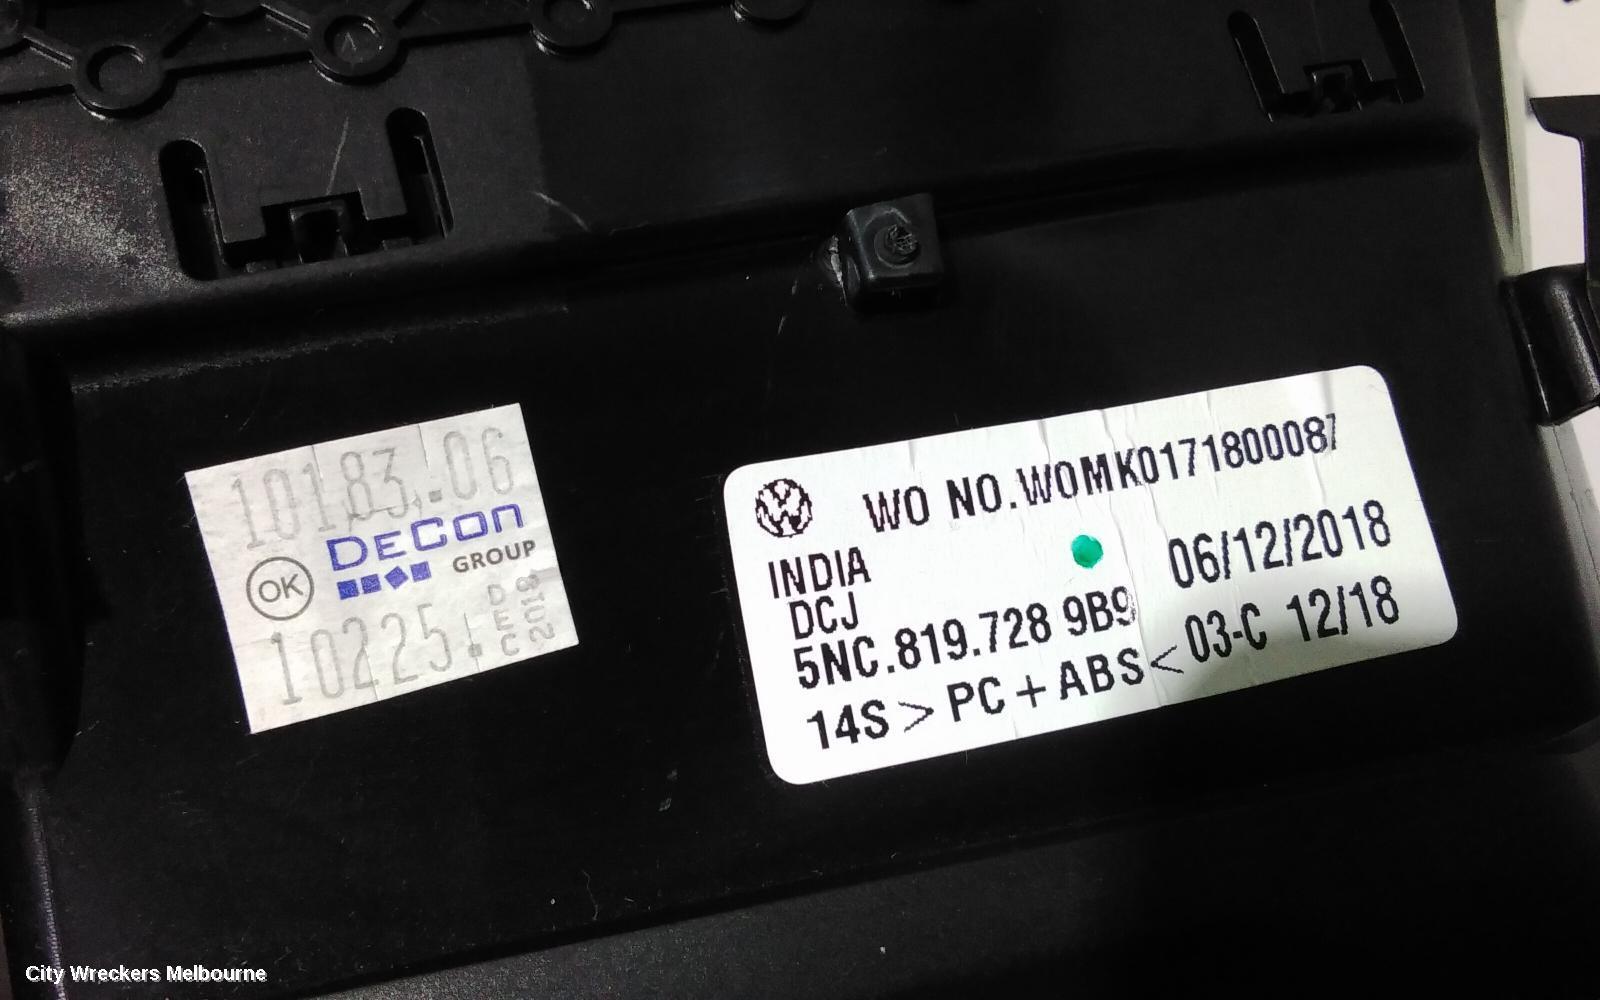 10183.06
DECON
GROUP
OK
10225.
DEC
2018
WO NO.WOMK0171800087
INDIA
06/12/2018
DCJ
5NC.819.728 9B9
03-C 12/18
14S > PC + ABS <
City Wreckers Melbourne